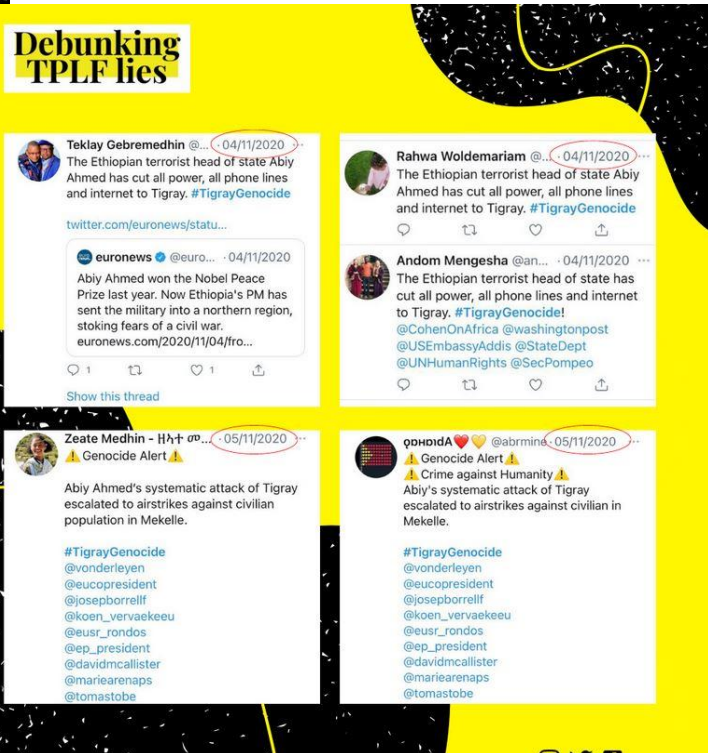 Debunking
TPLF lies
Teklay Gebremedhin @... · 04/11/2020 ···
The Ethiopian terrorist head of state Abiy
Ahmed has cut all power, all phone lines
and internet to Tigray. #TigrayGenocide
twitter.com/euronews/statu...
euronews @euro... · 04/11/2020
Abiy Ahmed won the Nobel Peace
Prize last year. Now Ethiopia's PM has
sent the military into a northern region,
stoking fears of a civil war.
euronews.com/2020/11/04/fro...
1 1
Show this thread
Rahwa Woldemariam @... · 04/11/2020 ···
The Ethiopian terrorist head of state Abiy
Ahmed has cut all power, all phone lines
and internet to Tigray. #TigrayGenocide
Andom Mengesha @an... · 04/11/2020 ···
The Ethiopian terrorist head of state has
cut all power, all phone lines and internet
to Tigray. #TigrayGenocide!
@CohenOnAfrica @washingtonpost
@USEmbassyAddis @StateDept
@UNHumanRights @SecPompeo
Zeate Medhin - ዘአተ መ... · 05/11/2020 ···
⚠️Genocide Alert⚠️
Abiy Ahmed's systematic attack of Tigray
escalated to airstrikes against civilian
population in Mekelle.
#TigrayGenocide
@vonderleyen
@eucopresident
@josepborrellf
@koen_vervaekeeu
@eusr_rondos
@ep_president
@davidmcallister
@mariearenaps
@tomastobe
@abrmine · 05/11/2020 ···
⚠️Genocide Alert⚠️
⚠️Crime against Humanity⚠️
Abiy's systematic attack of Tigray
escalated to airstrikes against civilian in
Mekelle.
#TigrayGenocide
@vonderleyen
@eucopresident
@josepborrellf
@koen_vervaekeeu
@eusr_rondos
@ep_president
@davidmcallister
@mariearenaps
@tomastobe